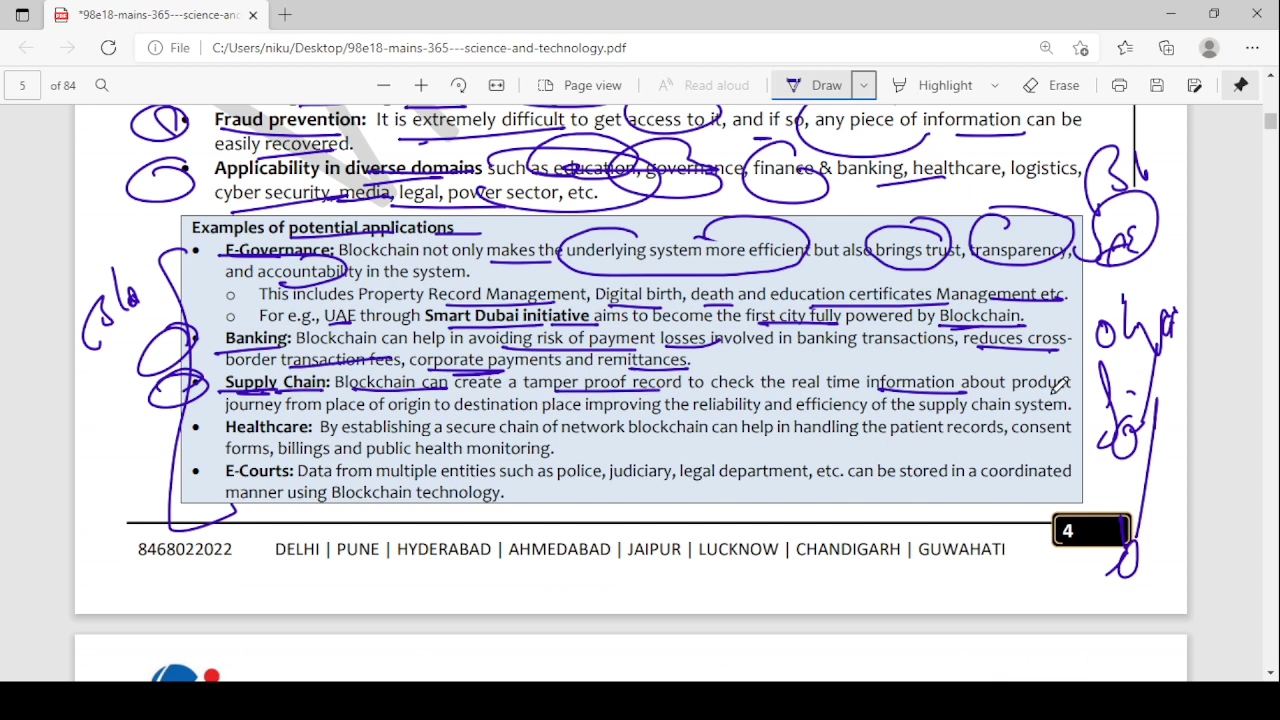 *98e18-mains-365---science-and
File
C:/Users/niku/Desktop/98e18-mains-365---science-and-technology.pdf
5 of 84
Page view
Read aloud
Draw
Highlight
Erase
Fraud prevention: It is extremely difficult to get access to it, and if so, any piece of information can be
easily recovered.
Applicability in diverse domains such as education, governance, finance & banking, healthcare, logistics,
cyber security, media, legal, power sector, etc.
Examples of potential applications
• E-Governance: Blockchain not only makes the underlying system more efficient but also brings trust, transparency,
and accountability in the system.
o This includes Property Record Management, Digital birth, death and education certificates Management etc.
o For e.g., UAE through Smart Dubai initiative aims to become the first city fully powered by Blockchain.
Banking: Blockchain can help in avoiding risk of payment losses involved in banking transactions, reduces cross-
border transaction fees, corporate payments and remittances.
• Supply Chain: Blockchain can create a tamper proof record to check the real time information about product
journey from place of origin to destination place improving the reliability and efficiency of the supply chain system.
• Healthcare: By establishing a secure chain of network blockchain can help in handling the patient records, consent
forms, billings and public health monitoring.
• E-Courts: Data from multiple entities such as police, judiciary, legal department, etc. can be stored in a coordinated
manner using Blockchain technology.
4
8468022022 DELHI | PUNE | HYDERABAD | AHMEDABAD | JAIPUR | LUCKNOW | CHANDIGARH | GUWAHATI